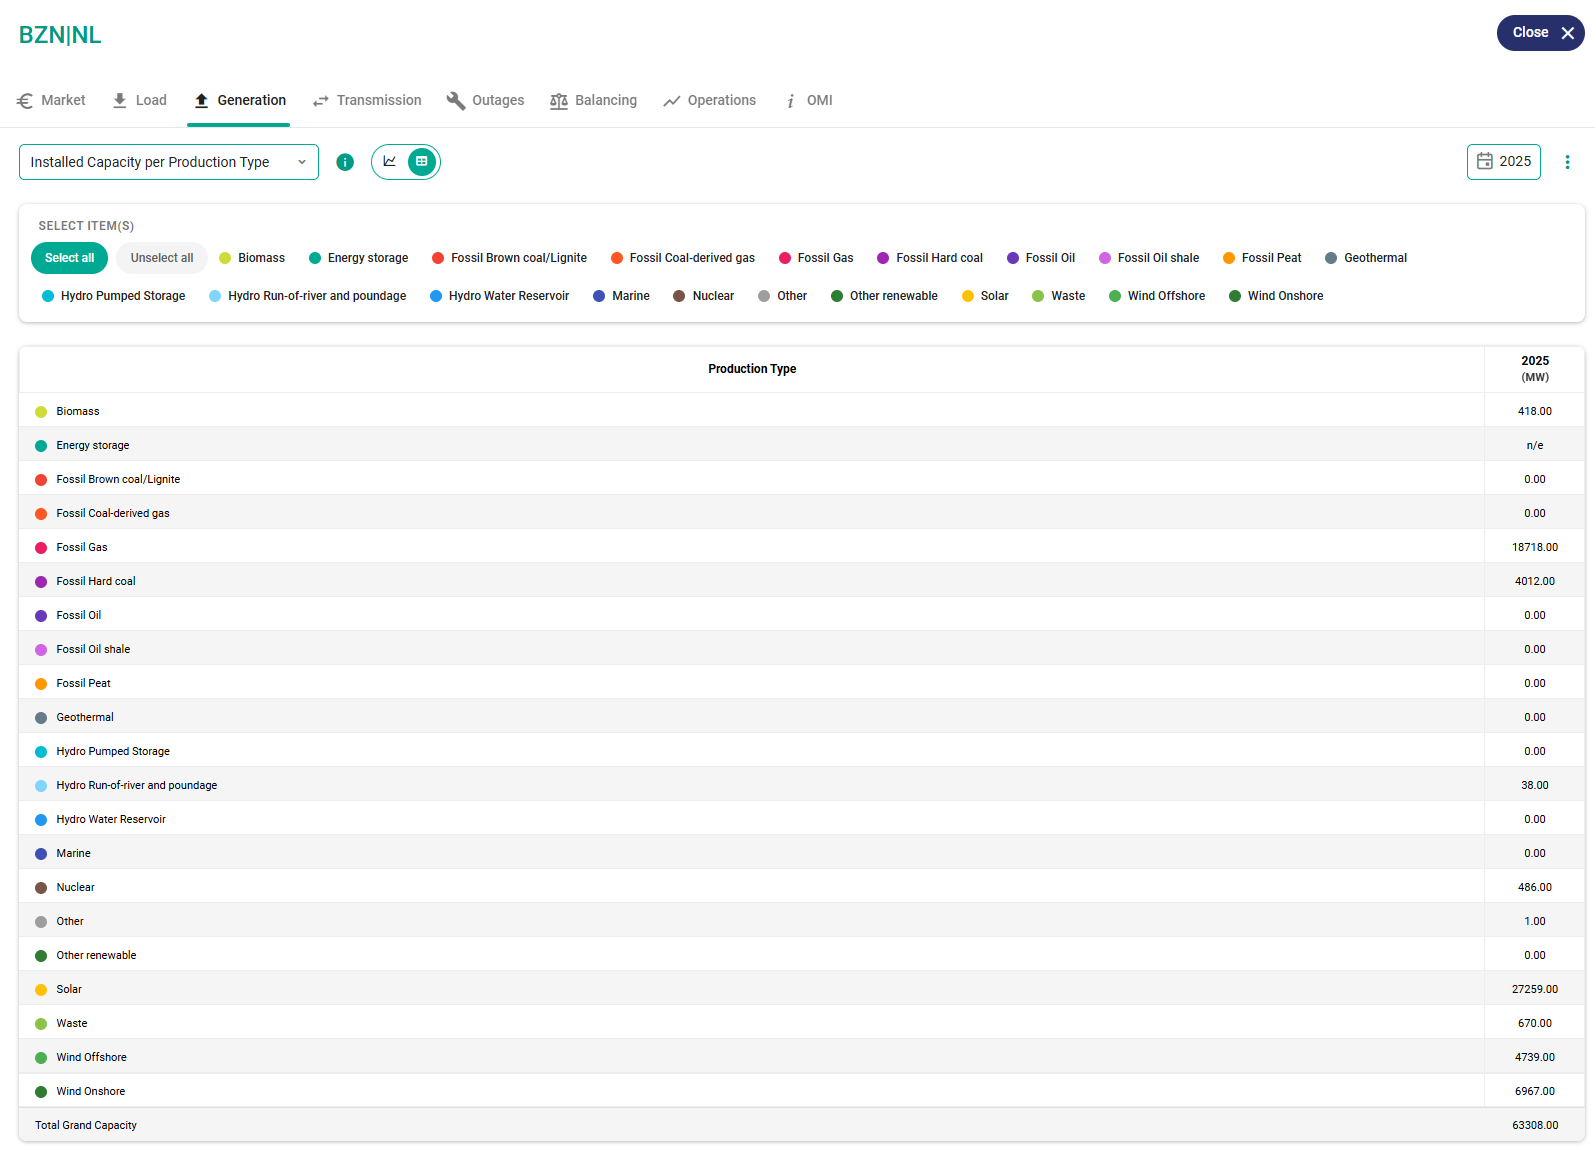 BZN|NL
Close
Market Load Generation Transmission Outages Balancing Operations OMI
Installed Capacity per Production Type 2025
SELECT ITEM(S)
Select all Unselect all Biomass Energy storage Fossil Brown coal/Lignite Fossil Coal-derived gas Fossil Gas Fossil Hard coal Fossil Oil Fossil Oil shale Fossil Peat Geothermal
Hydro Pumped Storage Hydro Run-of-river and poundage Hydro Water Reservoir Marine Nuclear Other Other renewable Solar Waste Wind Offshore Wind Onshore
Production Type 2025
(MW)
Biomass 418.00
Energy storage n/e
Fossil Brown coal/Lignite 0.00
Fossil Coal-derived gas 0.00
Fossil Gas 18718.00
Fossil Hard coal 4012.00
Fossil Oil 0.00
Fossil Oil shale 0.00
Fossil Peat 0.00
Geothermal 0.00
Hydro Pumped Storage 0.00
Hydro Run-of-river and poundage 38.00
Hydro Water Reservoir 0.00
Marine 0.00
Nuclear 486.00
Other 1.00
Other renewable 0.00
Solar 27259.00
Waste 670.00
Wind Offshore 4739.00
Wind Onshore 6967.00
Total Grand Capacity 63308.00